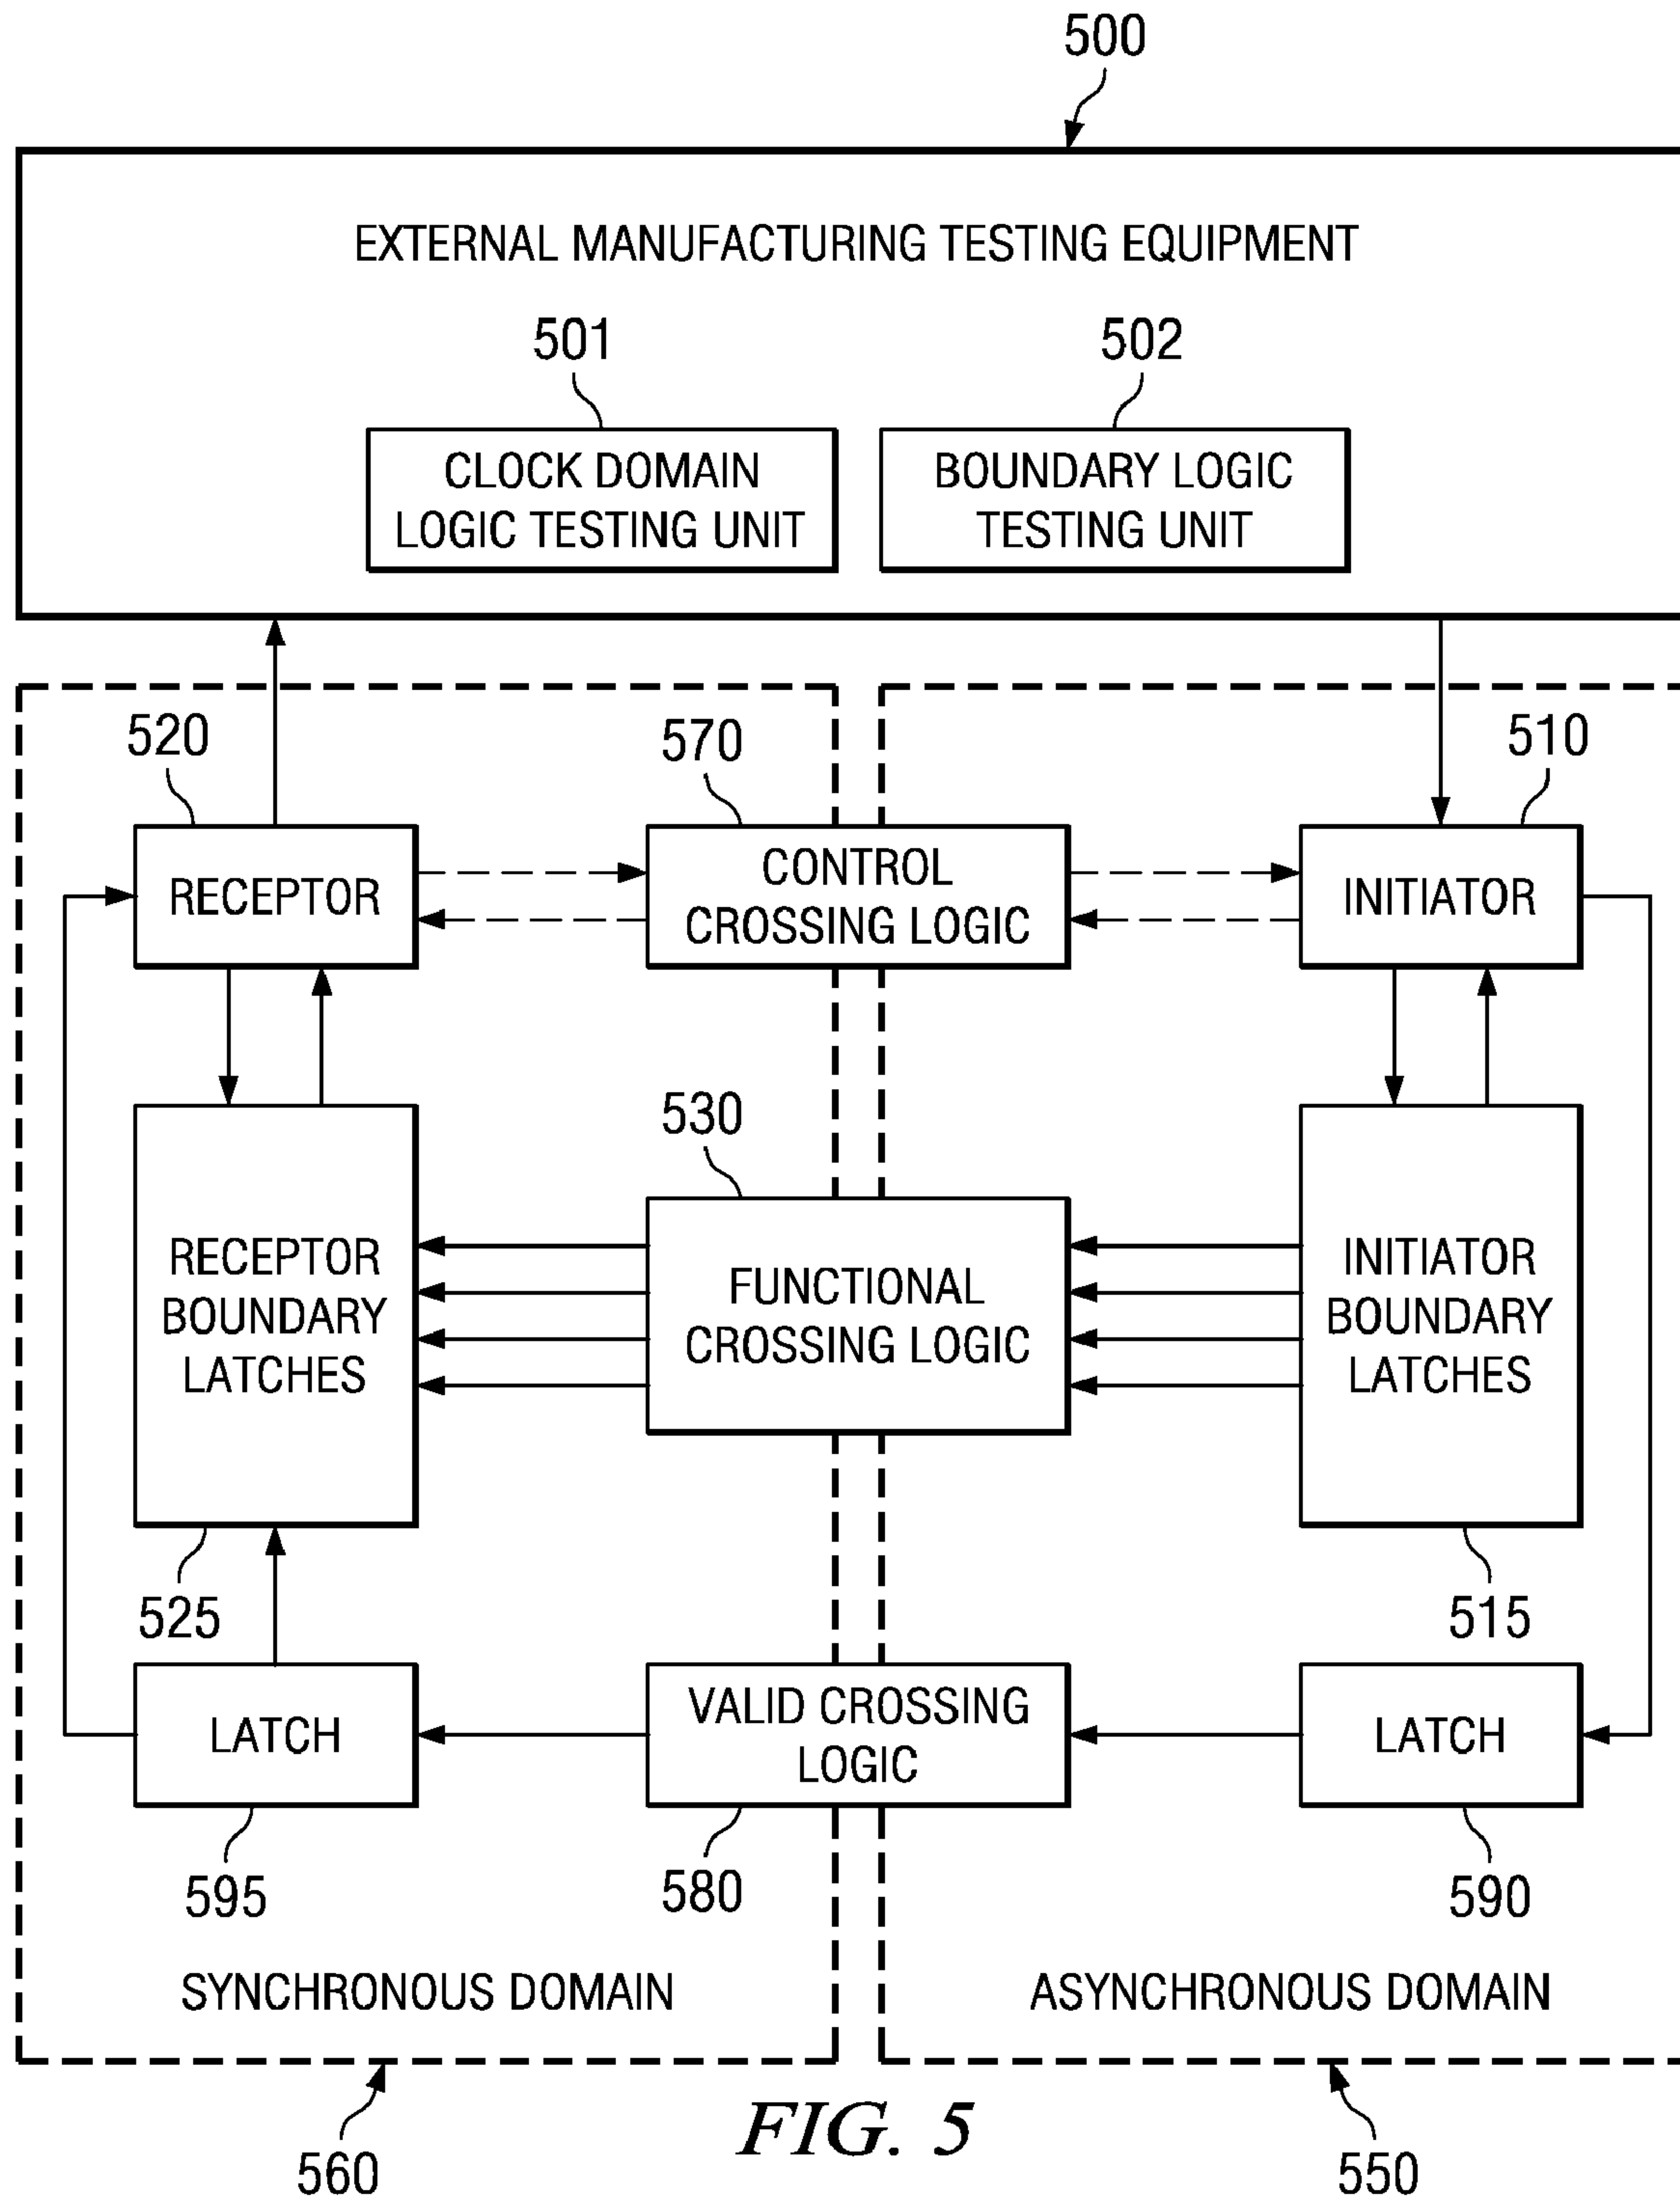 500
EXTERNAL MANUFACTURING TESTING EQUIPMENT
501
502
CLOCK DOMAIN
LOGIC TESTING UNIT
BOUNDARY LOGIC
TESTING UNIT
520
570
510
RECEPTOR
CONTROL
CROSSING LOGIC
INITIATOR
530
RECEPTOR
BOUNDARY
LATCHES
FUNCTIONAL
CROSSING LOGIC
INITIATOR
BOUNDARY
LATCHES
525
515
LATCH
VALID CROSSING
LOGIC
LATCH
595
580
590
SYNCHRONOUS DOMAIN
ASYNCHRONOUS DOMAIN
560
FIG. 5
550